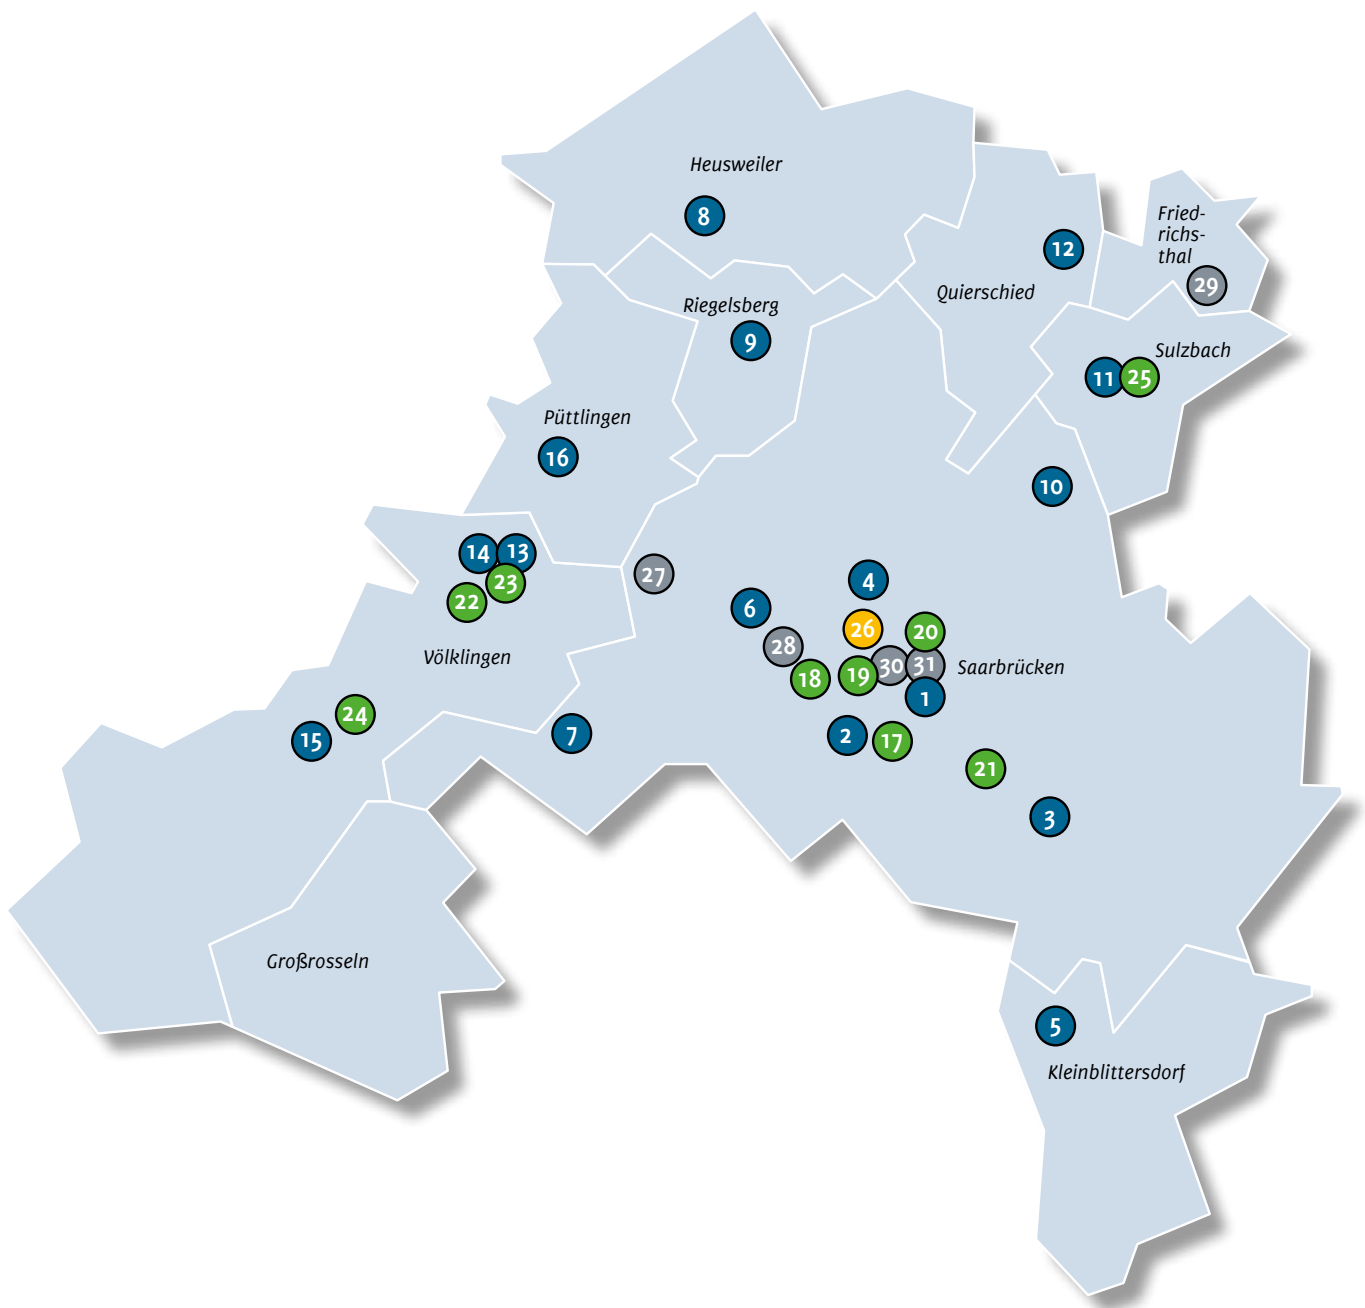 Heusweiler
8
Fried-
richs-
thal
12
29
Quierschied
Riegelsberg
9
Sulzbach
11 25
Püttlingen
16
10
14 13
23
22
27
4
6
26
20
28
Völklingen
18
19
30
31
Saarbrücken
1
24
15
7
2
17
21
3
Großrosseln
5
Kleinblittersdorf